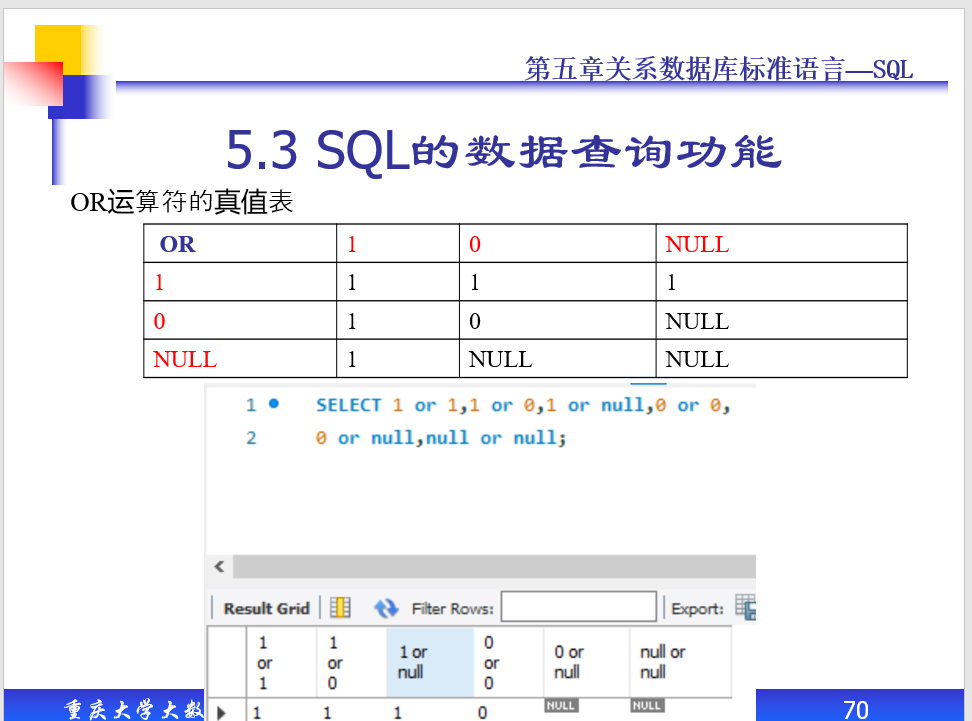 第五章关系数据库标准语言—SQL
5.3 SQL的数据查询功能
OR运算符的真值表
OR 1 0 NULL
1 1 1 1
0 1 0 NULL
NULL 1 NULL NULL
1 SELECT 1 or 1,1 or 0,1 or null,0 or 0,
2 0 or null,null or null;
Result Grid Filter Rows: Export:
1 or 1 1 or 0 1 or null 0 or 0 0 or null null or null
1 1 1 0 NULL NULL
重庆大学大数
70